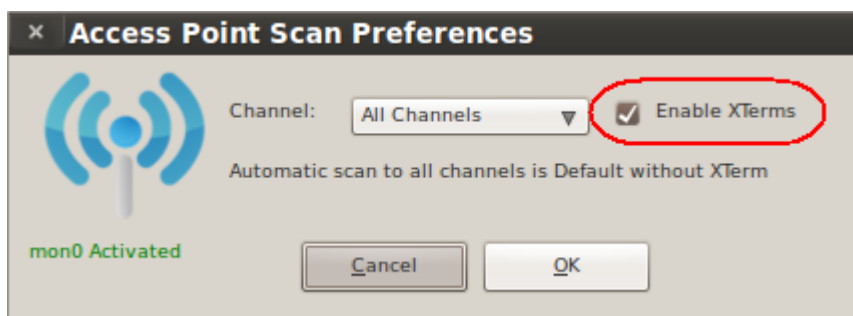 Access Point Scan Preferences
Channel: All Channels Enable XTerms
Automatic scan to all channels is Default without XTerm
mon0 Activated
Cancel OK